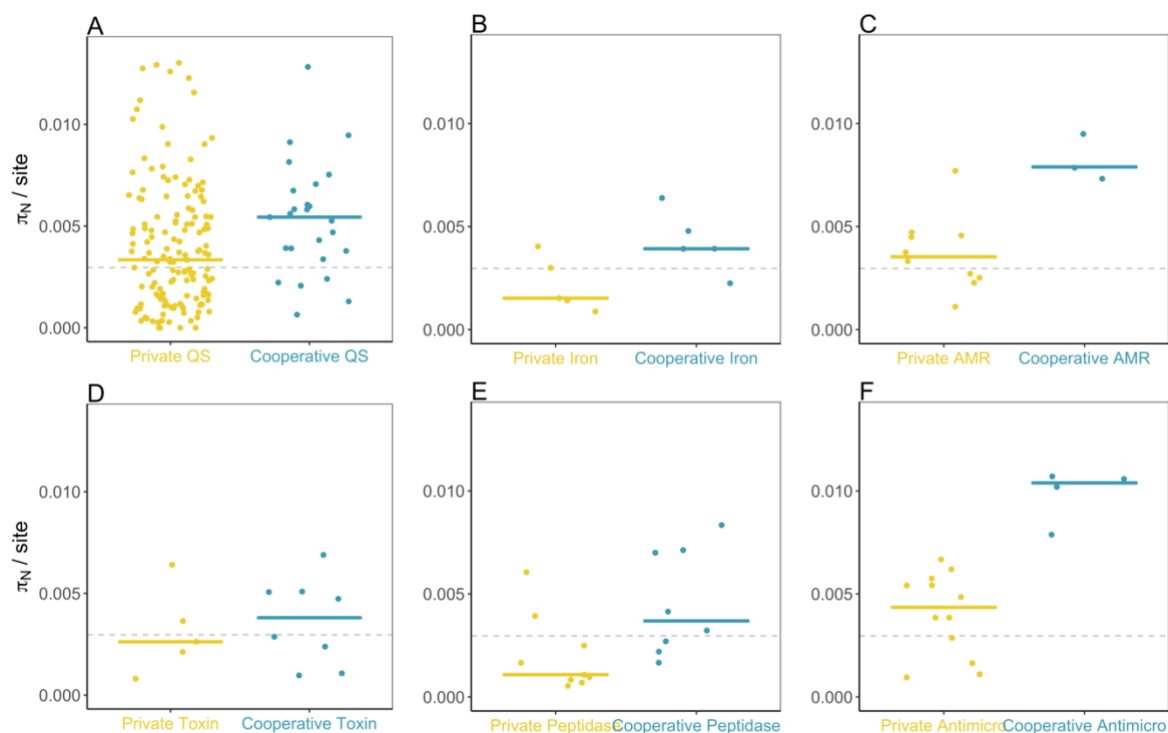 A
B
C
πN / site
0.010
0.005
0.000
Private QS
Cooperative QS
0.010
0.005
0.000
Private Iron
Cooperative Iron
0.010
0.005
0.000
Private AMR
Cooperative AMR
D
E
F
πN / site
0.010
0.005
0.000
Private Toxin
Cooperative Toxin
0.010
0.005
0.000
Private Peptidase
Cooperative Peptidase
0.010
0.005
0.000
Private Antimicro
Cooperative Antimicro